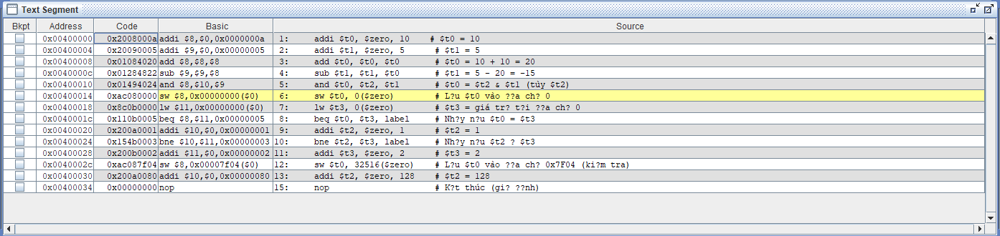 Text Segment
Bkpt Address Code Basic Source
0x00400000 0x2008000a addi $8,$0,0x0000000a 1: addi $t0, $zero, 10 # $t0 = 10
0x00400004 0x20090005 addi $9,$0,0x00000005 2: addi $t1, $zero, 5 # $t1 = 5
0x00400008 0x01084020 add $8,$8,$8 3: add $t0, $t0, $t0 # $t0 = 10 + 10 = 20
0x0040000c 0x01284822 sub $9,$9,$8 4: sub $t1, $t1, $t0 # $t1 = 5 - 20 = -15
0x00400010 0x01494024 and $8,$10,$9 5: and $t0, $t2, $t1 # $t0 = $t2 & $t1 (tùy $t2)
0x00400014 0xac080000 sw $8,0x00000000($0) 6: sw $t0, 0($zero) # L?u $t0 vào ??a ch? 0
0x00400018 0x8c0b0000 lw $11,0x00000000($0) 7: lw $t3, 0($zero) # $t3 = giá tr? t?i ??a ch? 0
0x0040001c 0x110b0005 beq $8,$11,0x00000005 8: beq $t0, $t3, label # Nh?y n?u $t0 = $t3
0x00400020 0x200a0001 addi $10,$0,0x00000001 9: addi $t2, $zero, 1 # $t2 = 1
0x00400024 0x154b0003 bne $10,$11,0x00000003 10: bne $t2, $t3, label # Nh?y n?u $t2 ? $t3
0x00400028 0x200b0002 addi $11,$0,0x00000002 11: addi $t3, $zero, 2 # $t3 = 2
0x0040002c 0xac087f04 sw $8,0x00007f04($0) 12: sw $t0, 32516($zero) # L?u $t0 vào ??a ch? 0x7F04 (ki?m tra)
0x00400030 0x200a0080 addi $10,$0,0x00000080 13: addi $t2, $zero, 128 # $t2 = 128
0x00400034 0x00000000 nop 15: nop # K?t thúc (gi? ??nh)